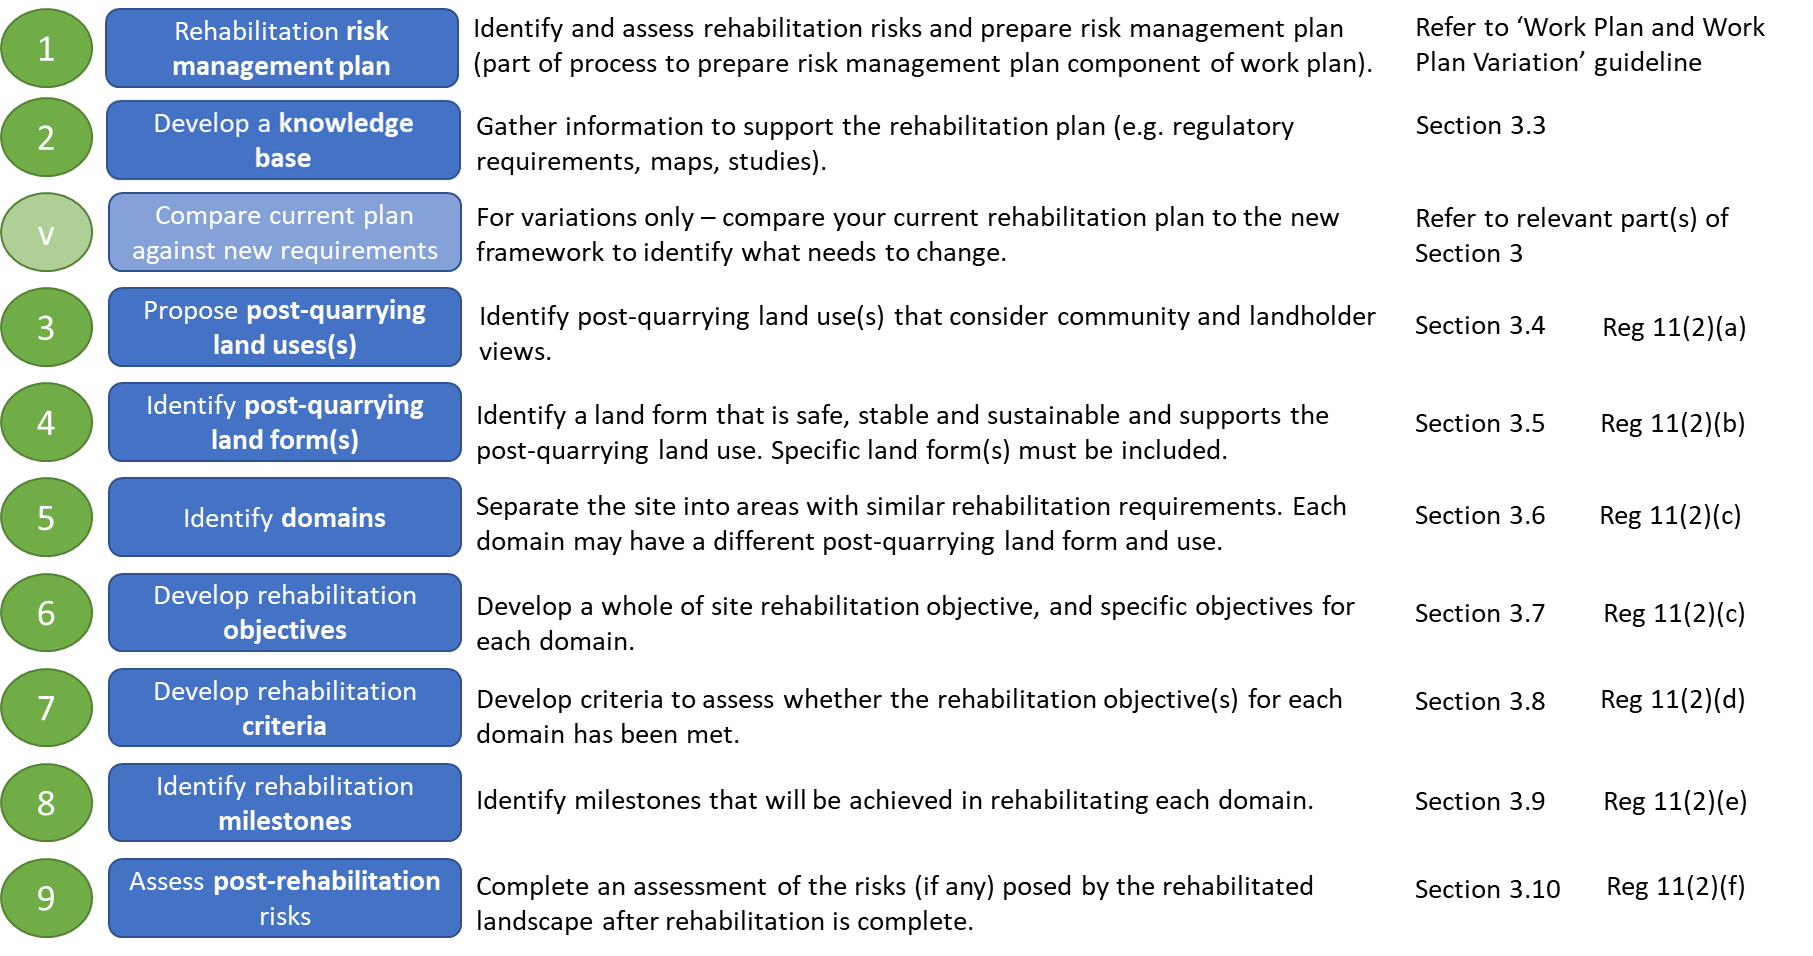 1
Rehabilitation risk
management plan
Identify and assess rehabilitation risks and prepare risk management plan
(part of process to prepare risk management plan component of work plan).
Refer to ‘Work Plan and Work
Plan Variation’ guideline
2
Develop a knowledge
base
Gather information to support the rehabilitation plan (e.g. regulatory
requirements, maps, studies).
Section 3.3
v
Compare current plan
against new requirements
For variations only – compare your current rehabilitation plan to the new
framework to identify what needs to change.
Refer to relevant part(s) of
Section 3
3
Propose post-quarrying
land uses(s)
Identify post-quarrying land use(s) that consider community and landholder
views.
Section 3.4
Reg 11(2)(a)
4
Identify post-quarrying
land form(s)
Identify a land form that is safe, stable and sustainable and supports the
post-quarrying land use. Specific land form(s) must be included.
Section 3.5
Reg 11(2)(b)
5
Identify domains
Separate the site into areas with similar rehabilitation requirements. Each
domain may have a different post-quarrying land form and use.
Section 3.6
Reg 11(2)(c)
6
Develop rehabilitation
objectives
Develop a whole of site rehabilitation objective, and specific objectives for
each domain.
Section 3.7
Reg 11(2)(c)
7
Develop rehabilitation
criteria
Develop criteria to assess whether the rehabilitation objective(s) for each
domain has been met.
Section 3.8
Reg 11(2)(d)
8
Identify rehabilitation
milestones
Identify milestones that will be achieved in rehabilitating each domain.
Section 3.9
Reg 11(2)(e)
9
Assess post-rehabilitation
risks
Complete an assessment of the risks (if any) posed by the rehabilitated
landscape after rehabilitation is complete.
Section 3.10
Reg 11(2)(f)